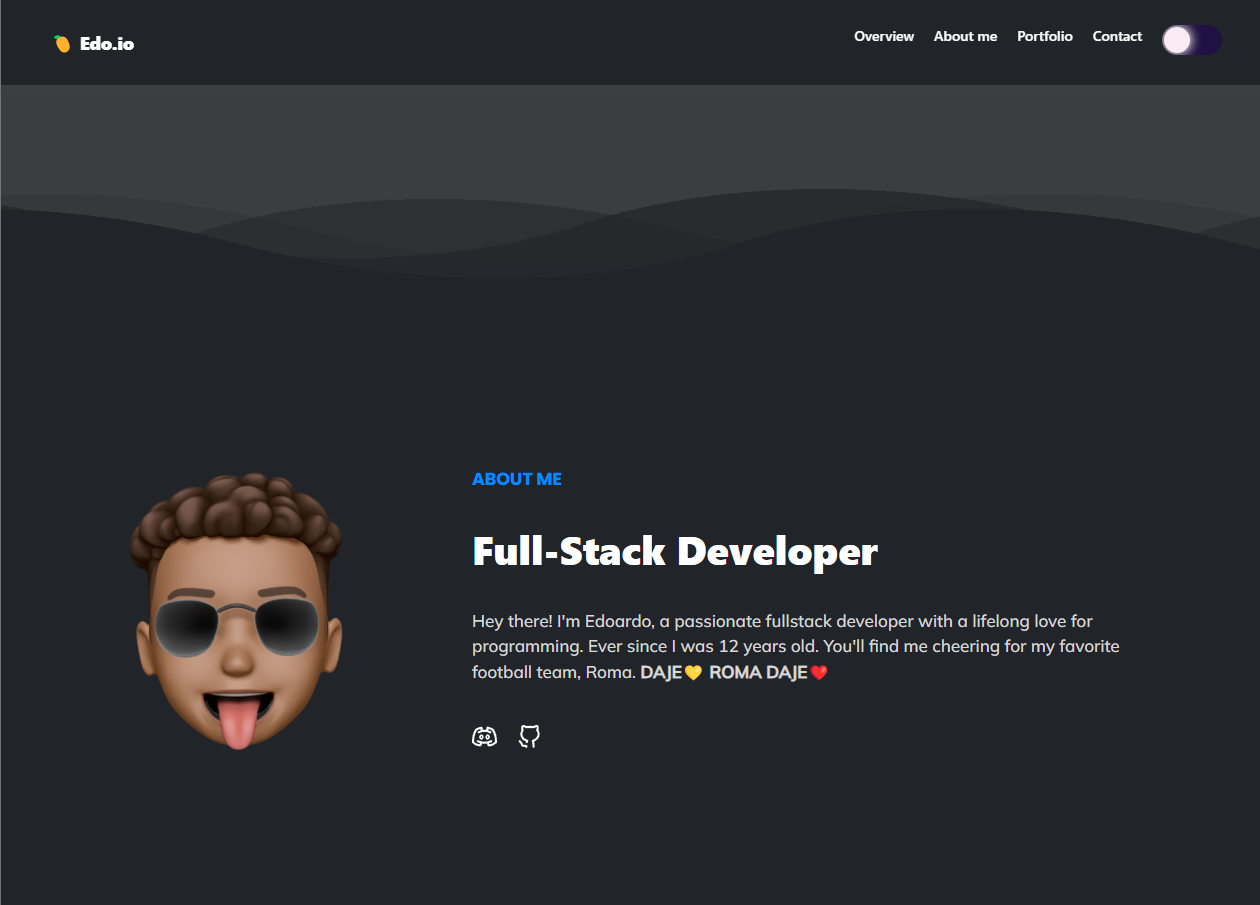 🥭 Edo.io
Overview About me Portfolio Contact
ABOUT ME
Full-Stack Developer
Hey there! I'm Edoardo, a passionate fullstack developer with a lifelong love for
programming. Ever since I was 12 years old. You'll find me cheering for my favorite
football team, Roma. DAJE💛 ROMA DAJE❤️